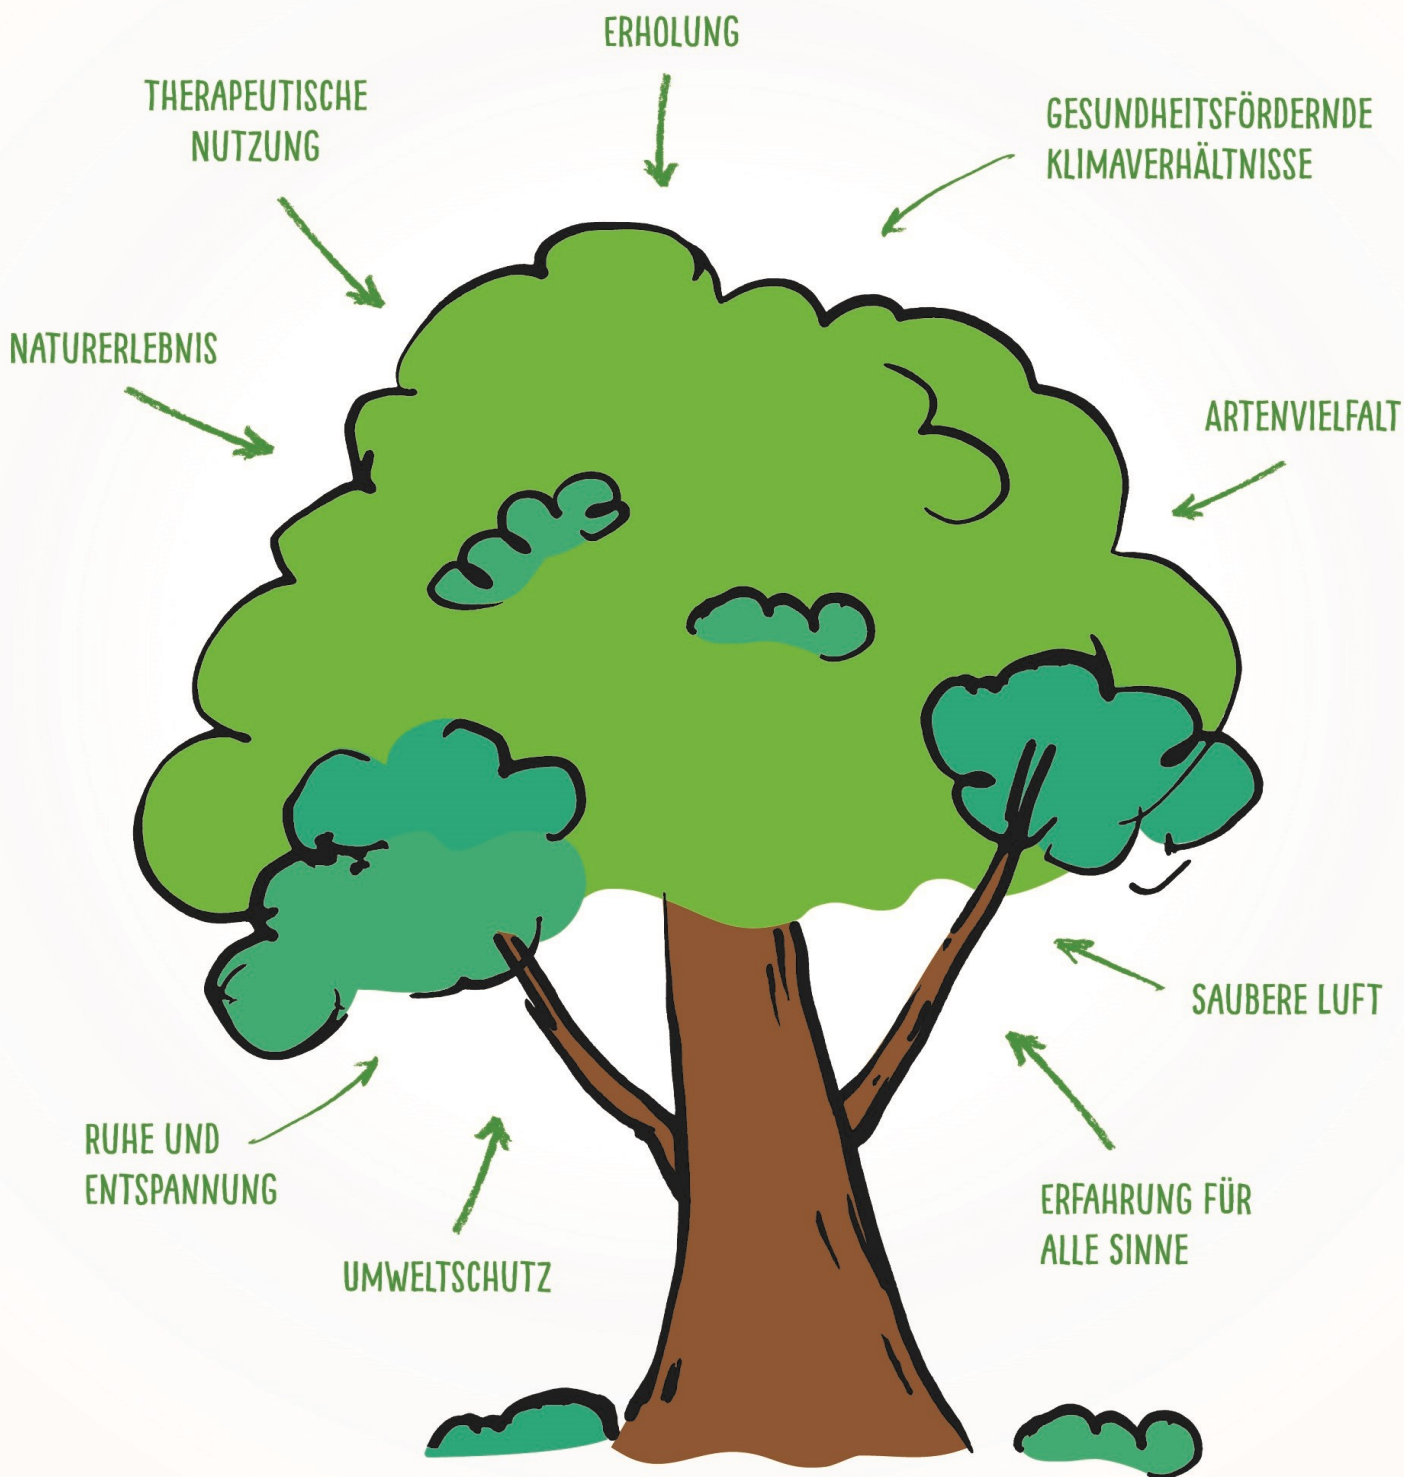 ERHOLUNG
THERAPEUTISCHE
NUTZUNG
GESUNDHEITSFÖRDERNDE
KLIMAVERHÄLTNISSE
NATURERLEBNIS
ARTENVIELFALT
SAUBERE LUFT
RUHE UND
ENTSPANNUNG
ERFAHRUNG FÜR
ALLE SINNE
UMWELTSCHUTZ